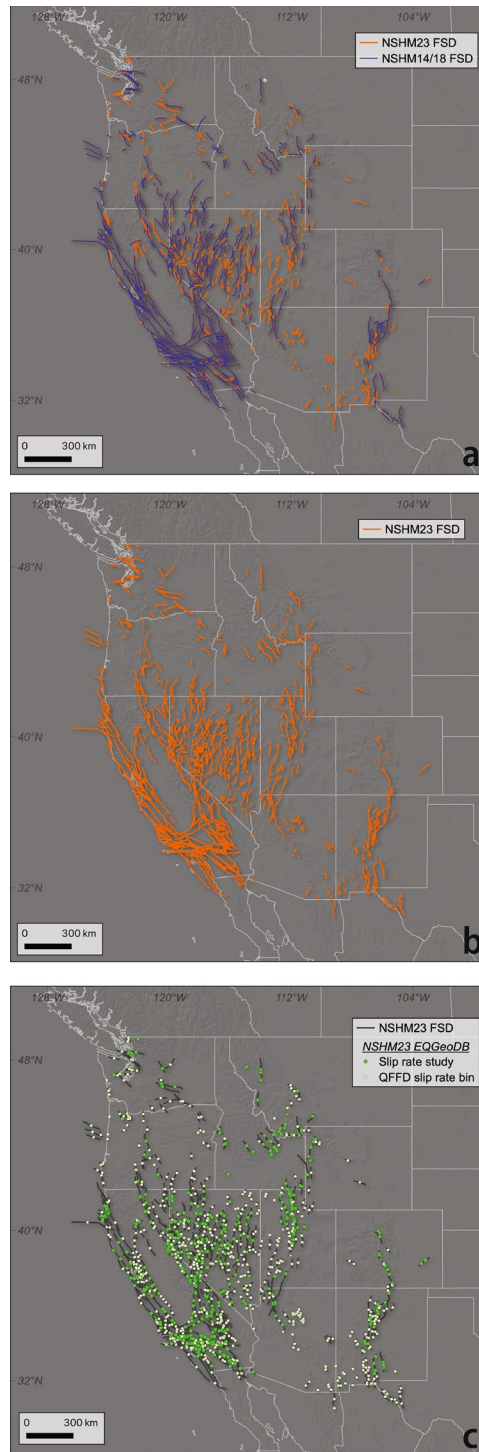 128°W 120°W 112°W 104°W
NSHM23 FSD
NSHM14/18 FSD
48°N
40°N
32°N
0 300 km
a
128°W 120°W 112°W 104°W
NSHM23 FSD
48°N
40°N
32°N
0 300 km
b
128°W 120°W 112°W 104°W
NSHM23 FSD
NSHM23 EQGeoDB
Slip rate study
QFFD slip rate bin
48°N
40°N
32°N
0 300 km
c